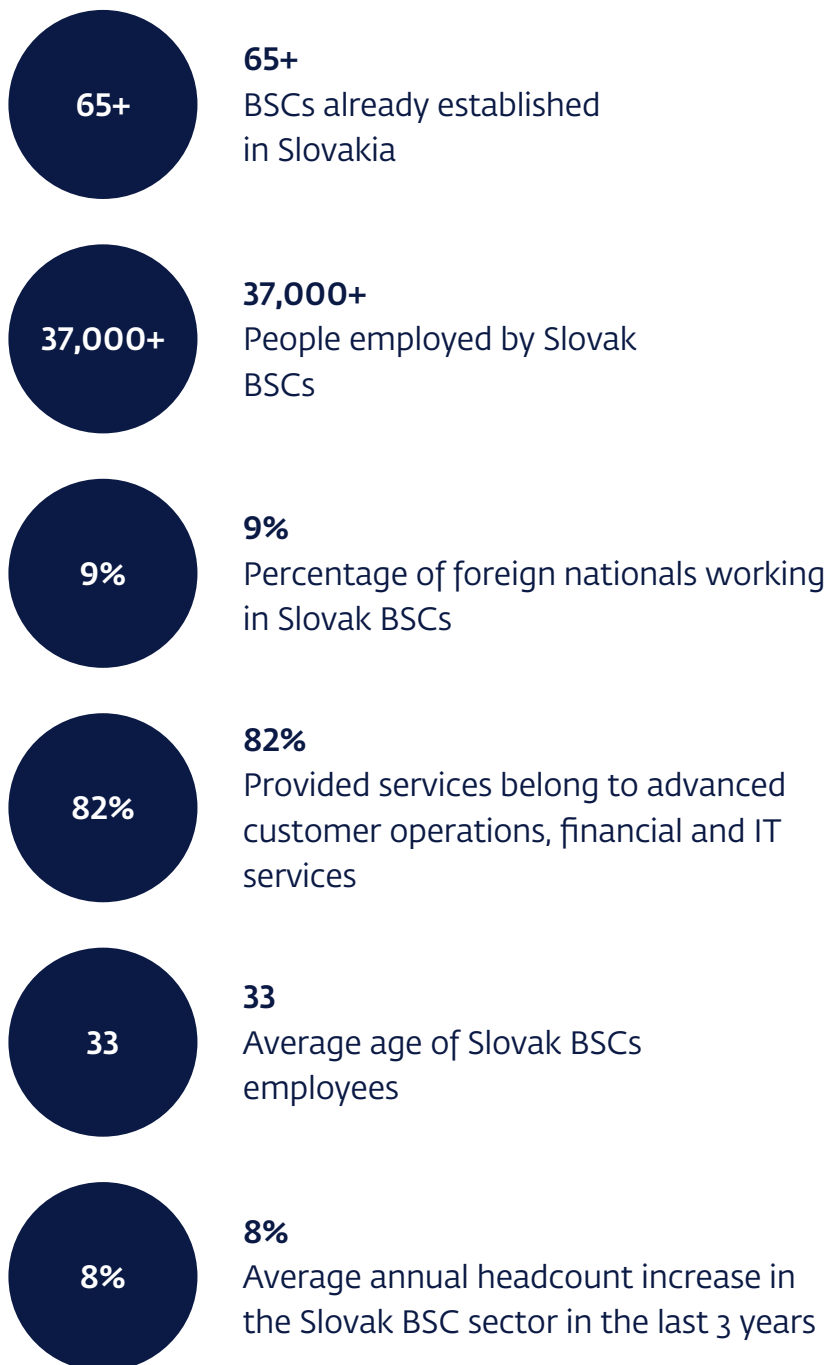 65+
65+
BSCs already established
in Slovakia
37,000+
37,000+
People employed by Slovak
BSCs
9%
9%
Percentage of foreign nationals working
in Slovak BSCs
82%
82%
Provided services belong to advanced
customer operations, financial and IT
services
33
33
Average age of Slovak BSCs
employees
8%
8%
Average annual headcount increase in
the Slovak BSC sector in the last 3 years